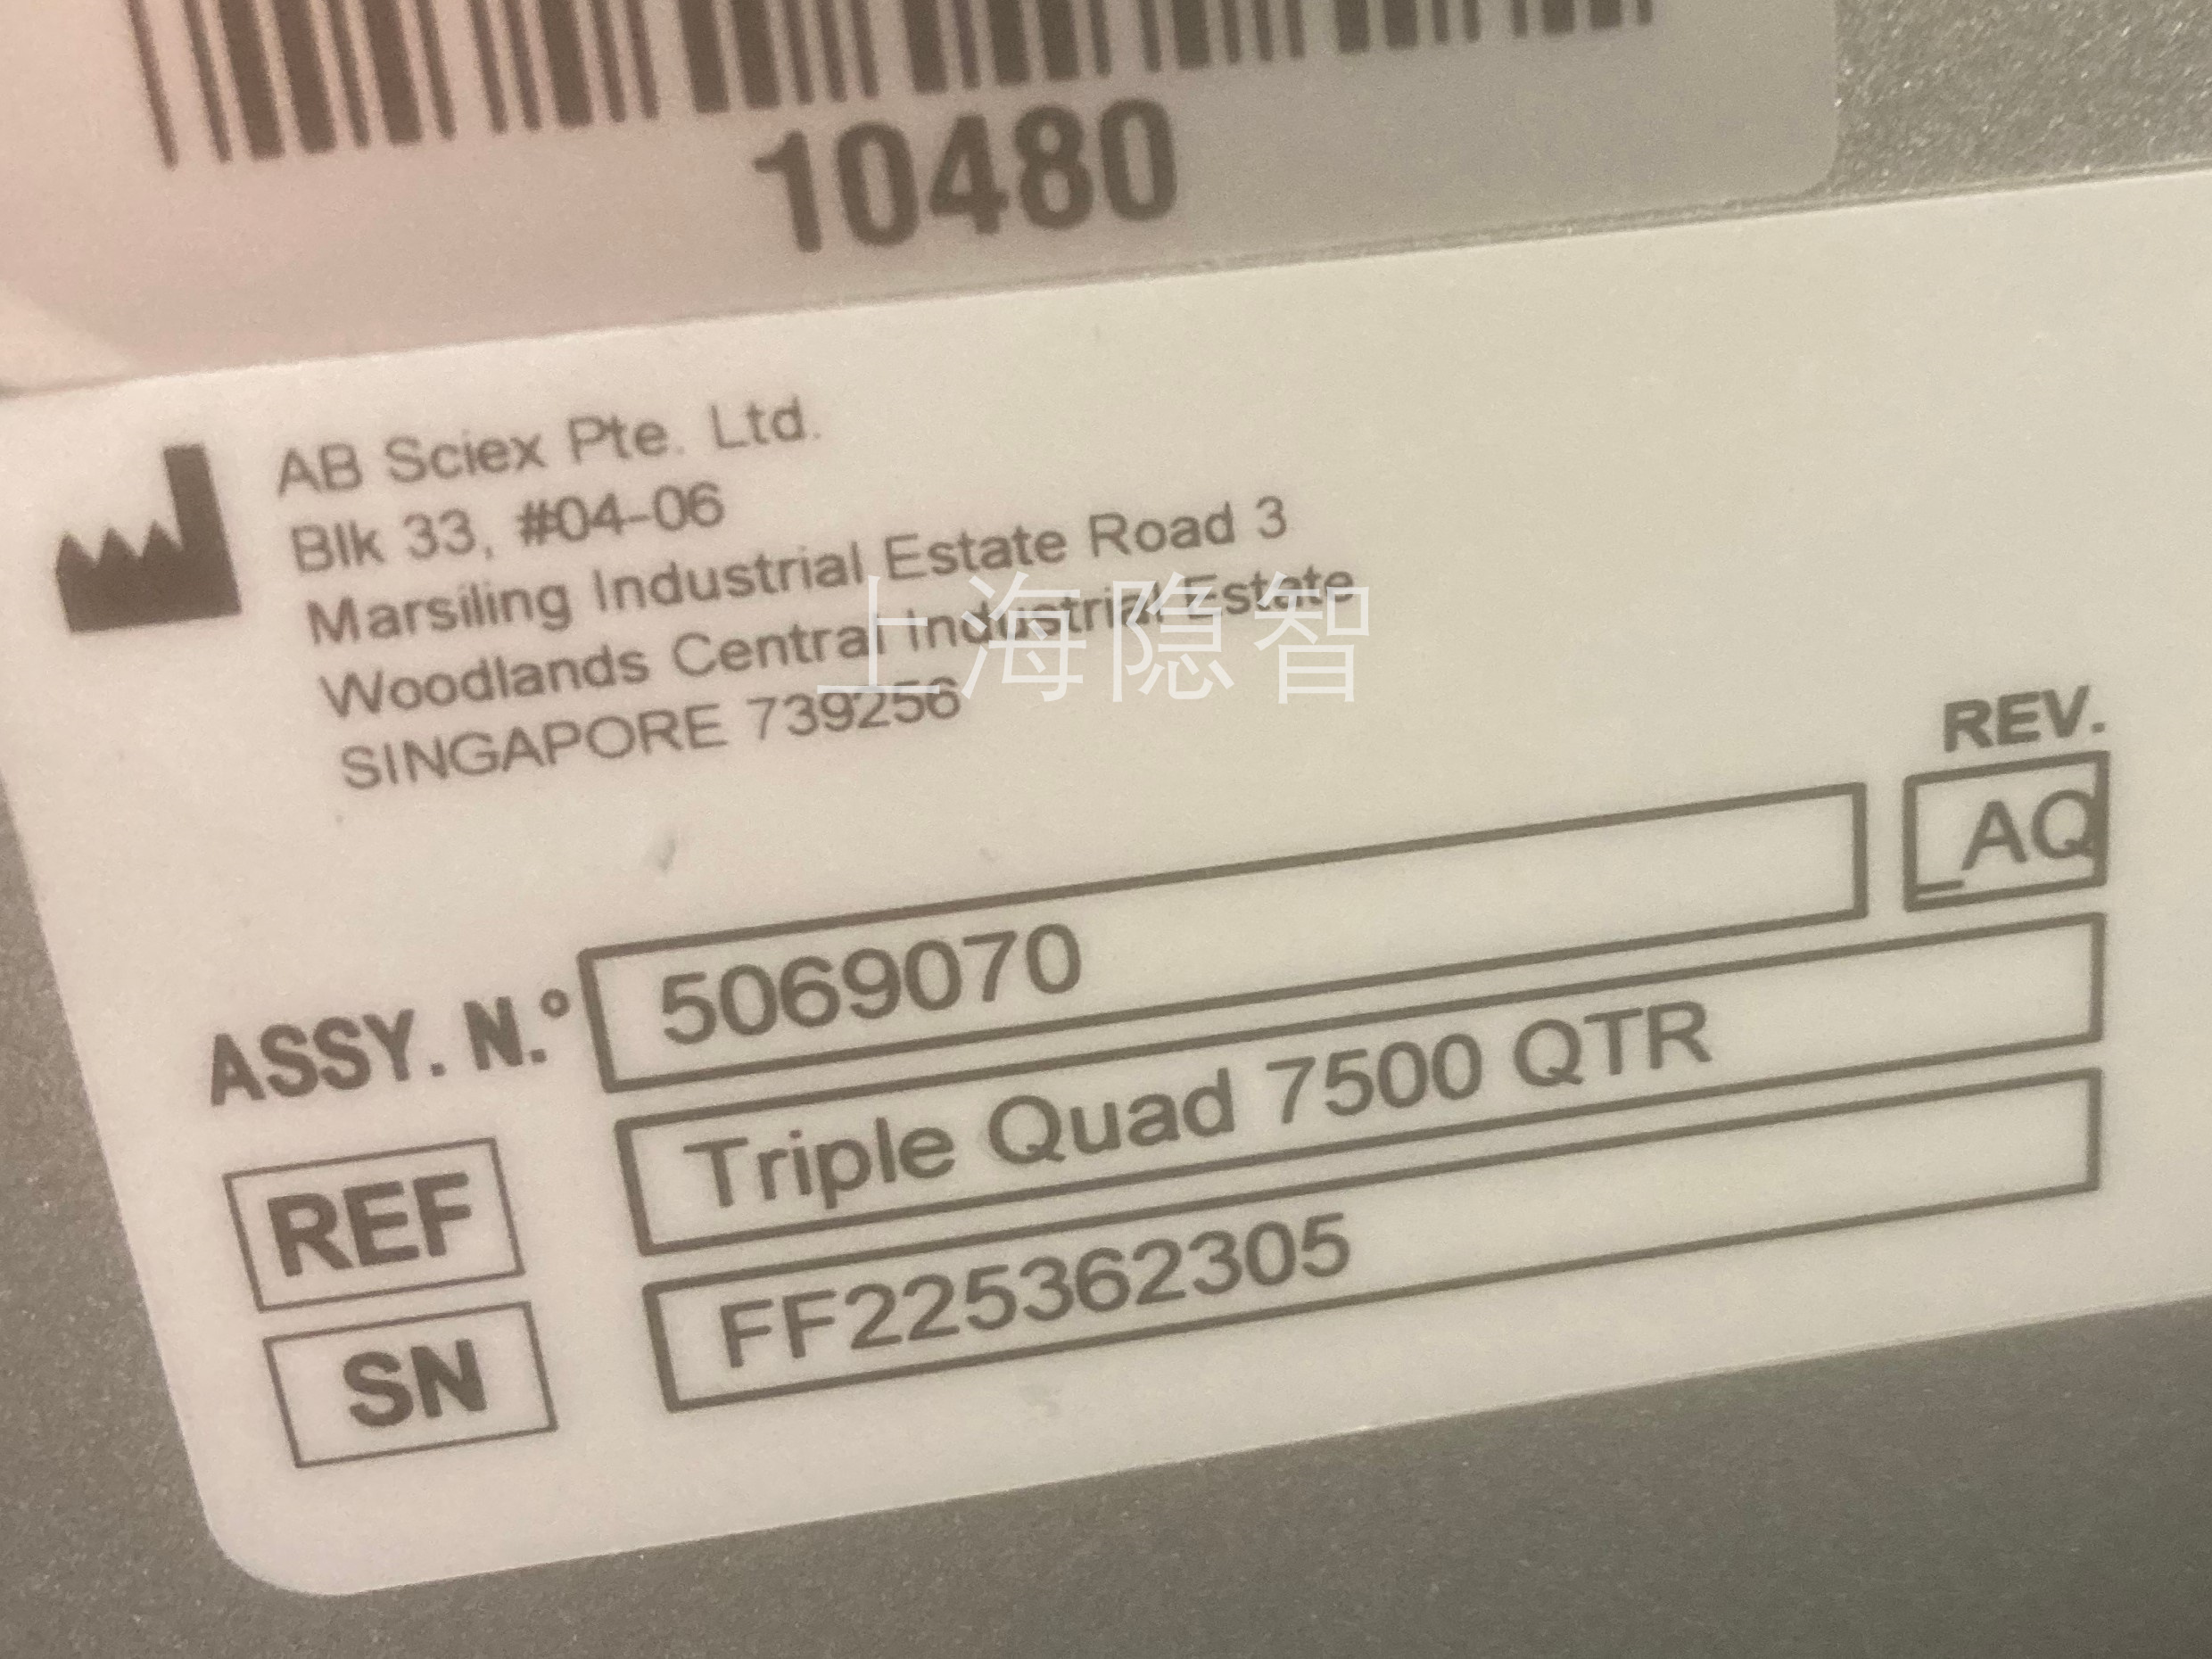 10480
AB Sciex Pte. Ltd.
Blk 33, #04-06
Marsiling Industrial Estate Road 3
Woodlands Central Industrial Estate
SINGAPORE 739256
上海隐智
REV.
_AQ
ASSY. N.° 5069070
REF Triple Quad 7500 QTR
SN FF225362305